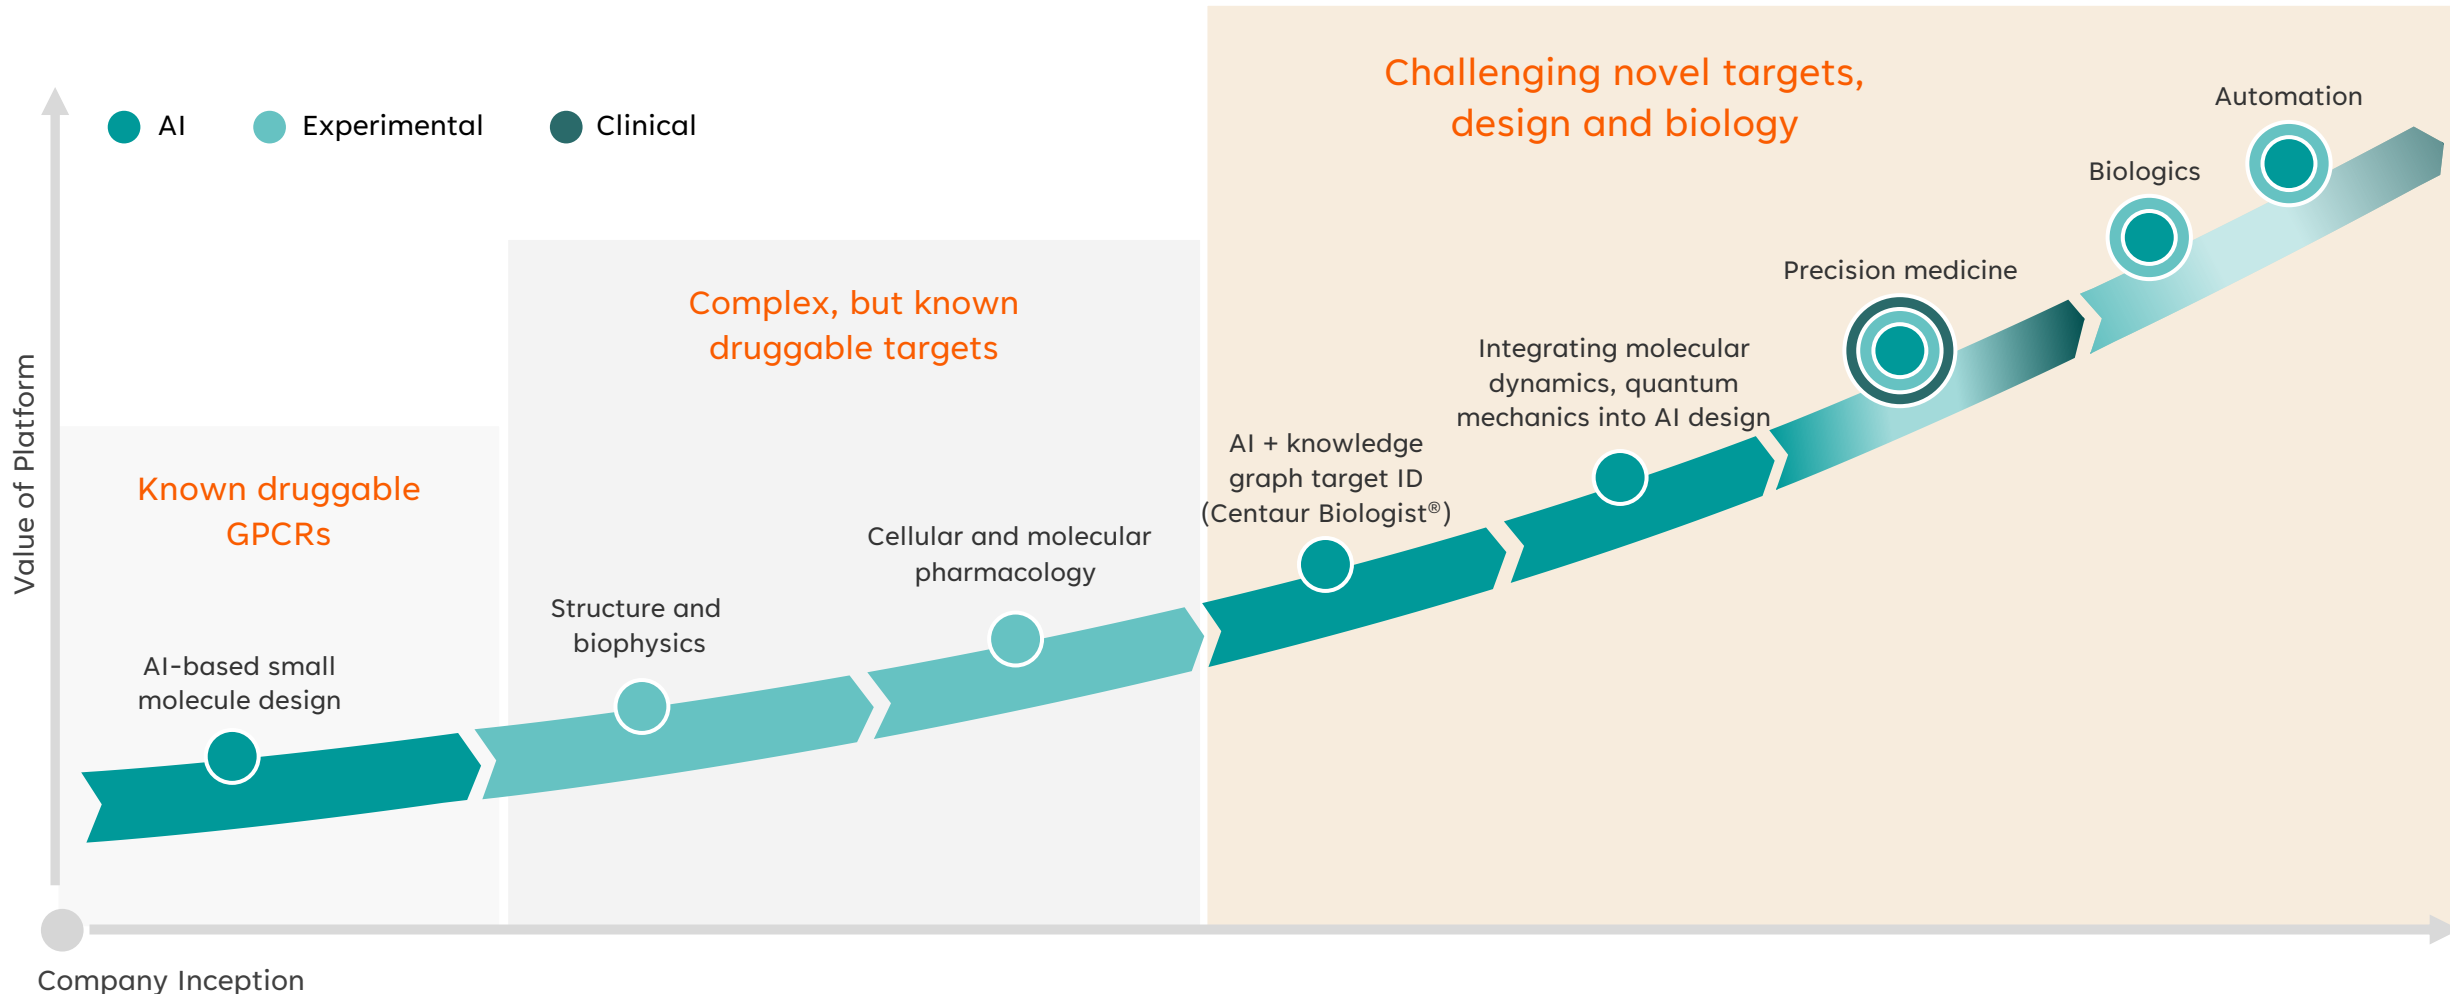 AI
Experimental
Clinical
Value of Platform
Known druggable
GPCRs
AI-based small
molecule design
Complex, but known
druggable targets
Structure and
biophysics
Cellular and molecular
pharmacology
Challenging novel targets,
design and biology
AI + knowledge
graph target ID
(Centaur Biologist®)
Integrating molecular
dynamics, quantum
mechanics into AI design
Precision medicine
Biologics
Automation
Company Inception